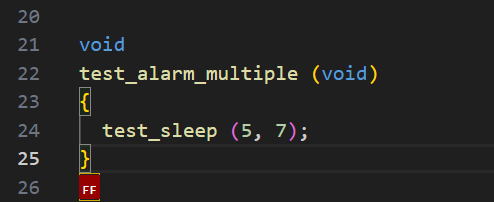 20
21 void
22 test_alarm_multiple (void)
23 {
24   test_sleep (5, 7);
25 }
26 FF